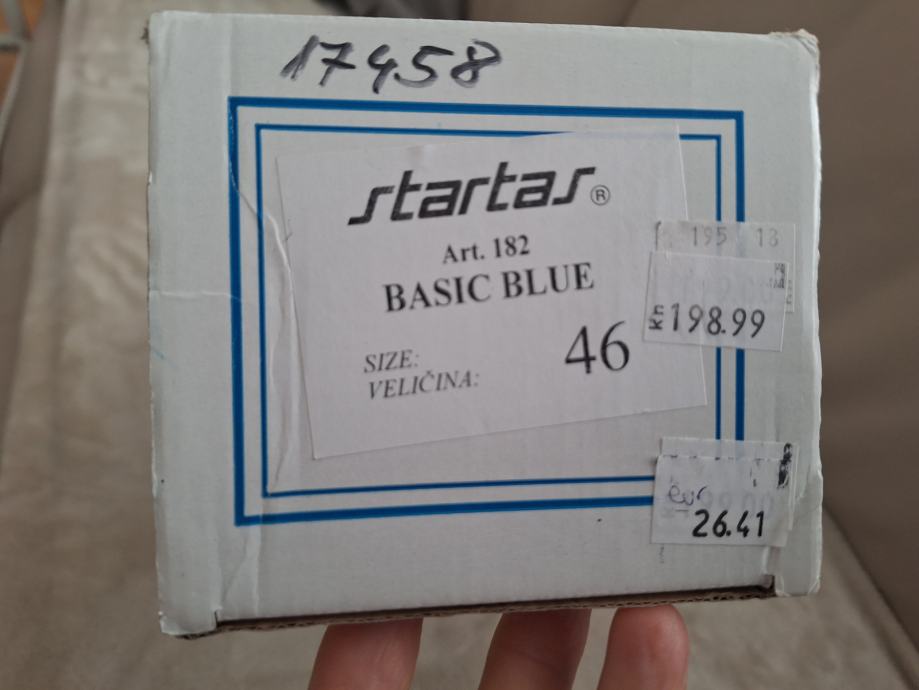 17458
startas®
Art. 182
BASIC BLUE
SIZE:
VELIČINA:
46
195 13
kn 198.99
eur
26.41